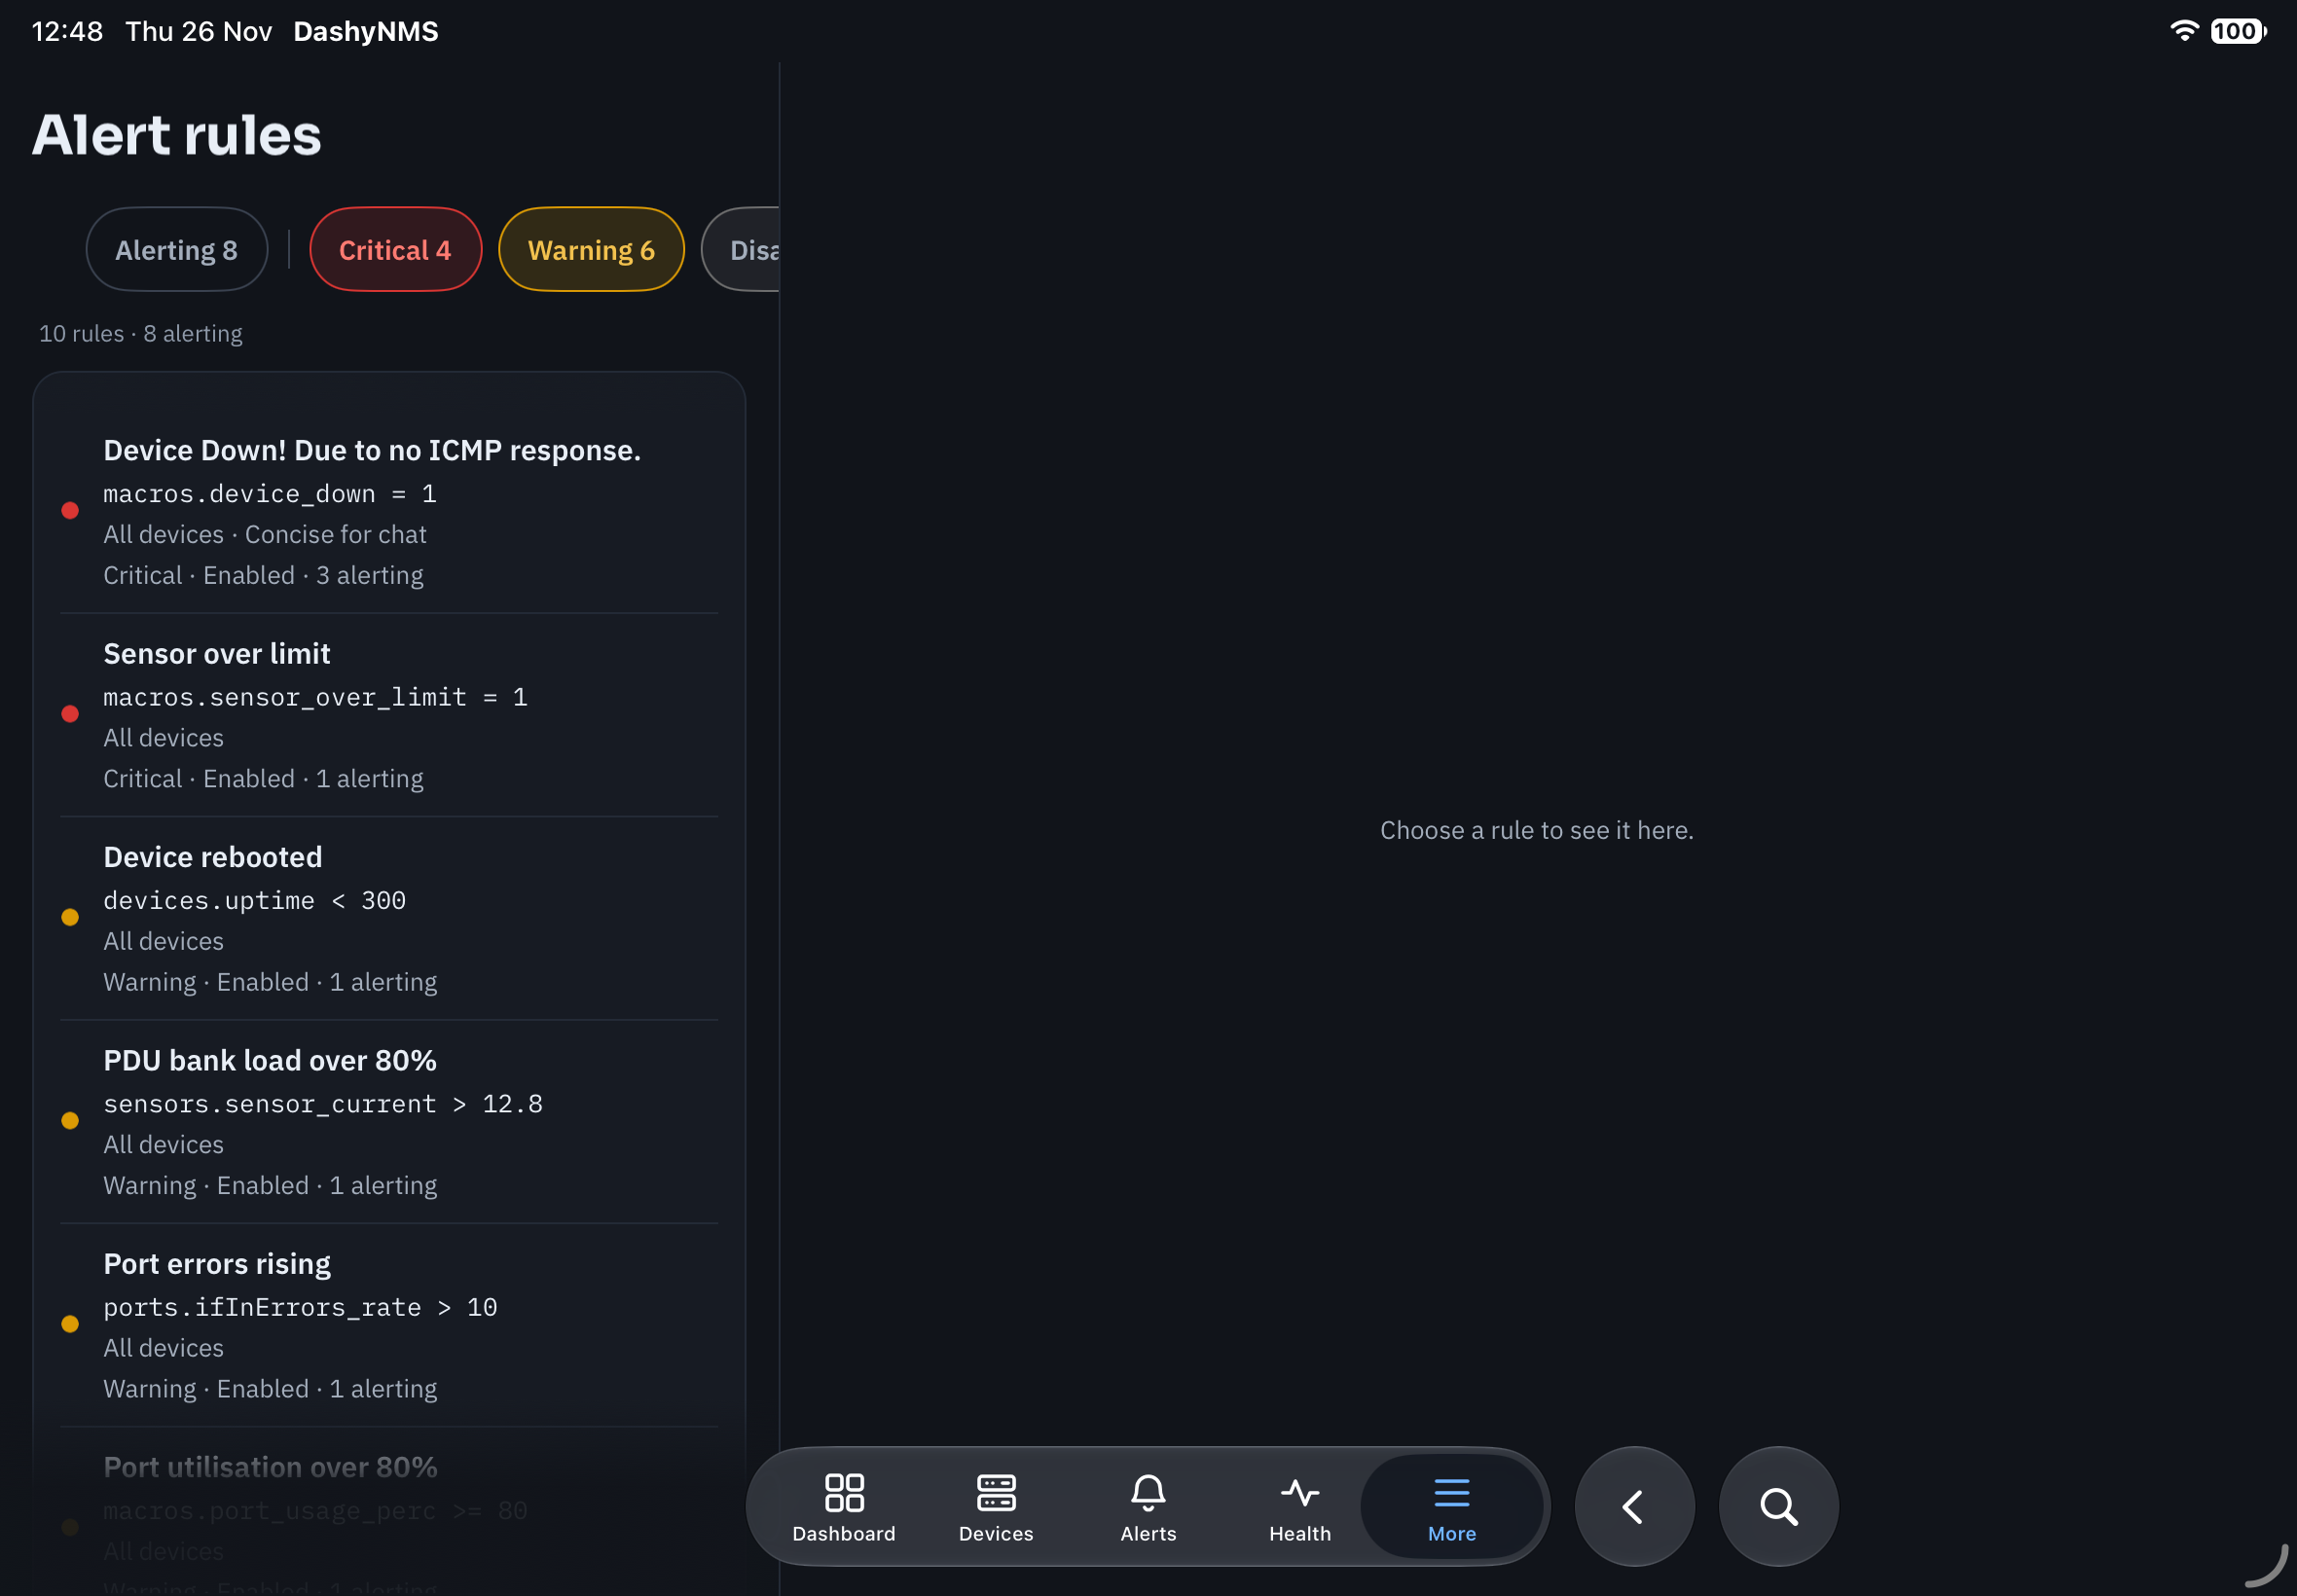 12:48 Thu 26 Nov DashyNMS
100
Alert rules
Alerting 8
Critical 4
Warning 6
Disa
10 rules · 8 alerting
Device Down! Due to no ICMP response.
macros.device_down = 1
All devices · Concise for chat
Critical · Enabled · 3 alerting
Sensor over limit
macros.sensor_over_limit = 1
All devices
Critical · Enabled · 1 alerting
Device rebooted
devices.uptime < 300
All devices
Warning · Enabled · 1 alerting
PDU bank load over 80%
sensors.sensor_current > 12.8
All devices
Warning · Enabled · 1 alerting
Port errors rising
ports.ifInErrors_rate > 10
All devices
Warning · Enabled · 1 alerting
Port utilisation over 80%
macros.port_usage_perc >= 80
All devices
Warning · Enabled · 1 alerting
Choose a rule to see it here.
Dashboard
Devices
Alerts
Health
More